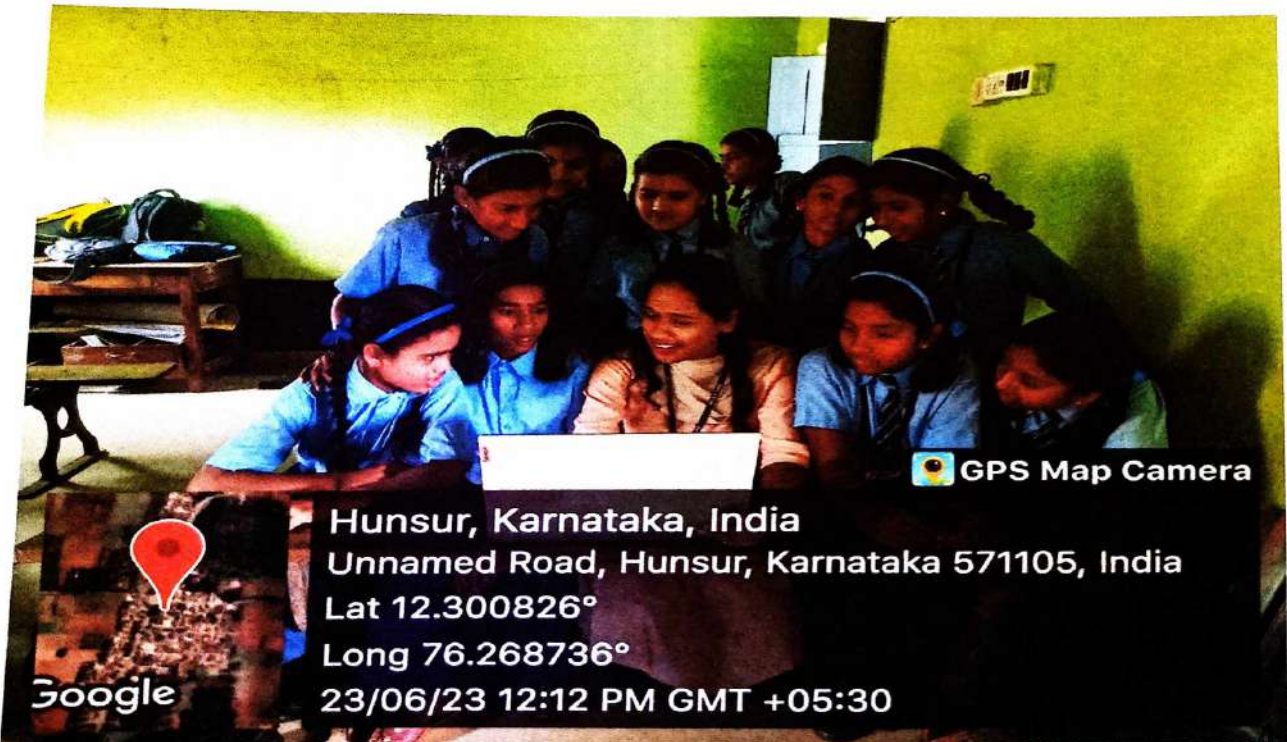 GPS Map Camera
Hunsur, Karnataka, India
Unnamed Road, Hunsur, Karnataka 571105, India
Lat 12.300826°
Long 76.268736°
Google
23/06/23 12:12 PM GMT +05:30